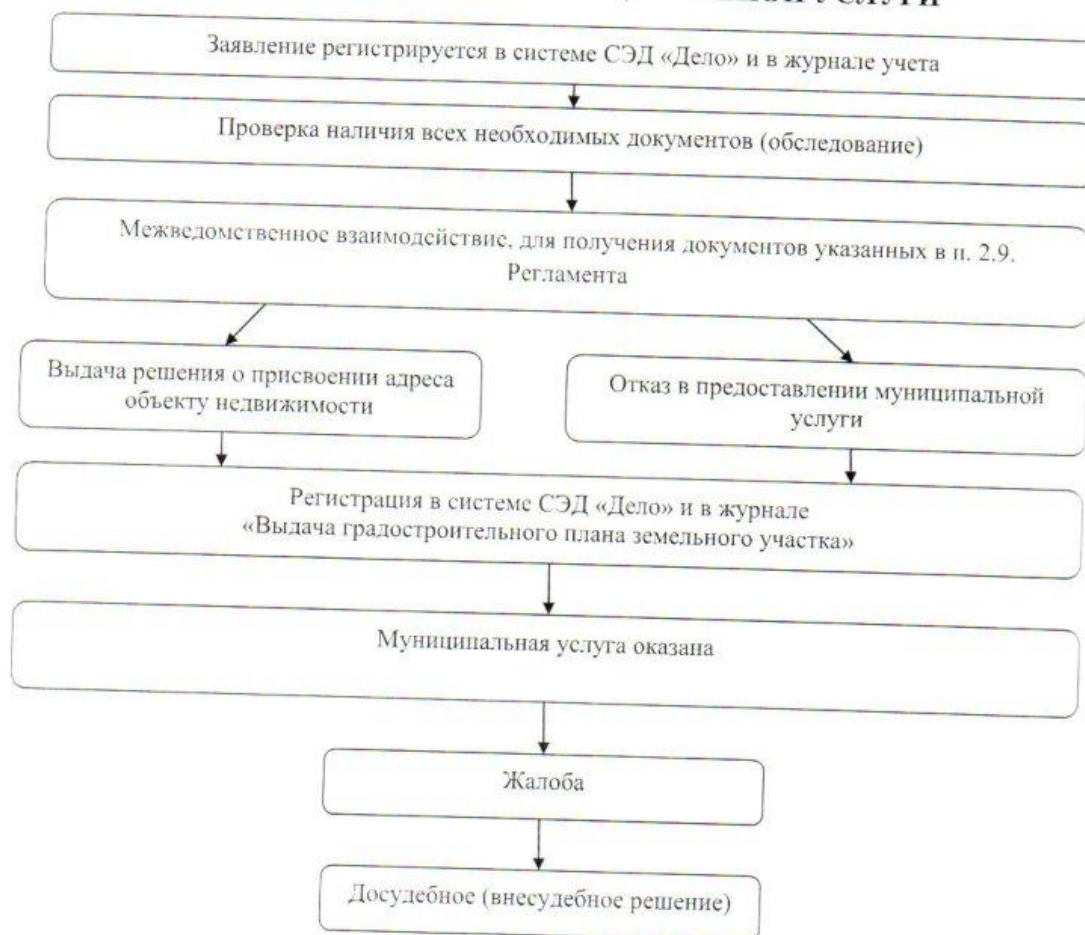 УСЛУГИ
Заявление регистрируется в системе СЭД «Дело» и в журнале учета
Проверка наличия всех необходимых документов (обследование)
Межведомственное взаимодействие, для получения документов указанных в п. 2.9.
Регламента
Выдача решения о присвоении адреса
объекту недвижимости
Отказ в предоставлении муниципальной
услуги
Регистрация в системе СЭД «Дело» и в журнале
«Выдача градостроительного плана земельного участка»
Муниципальная услуга оказана
Жалоба
Досудебное (внесудебное решение)